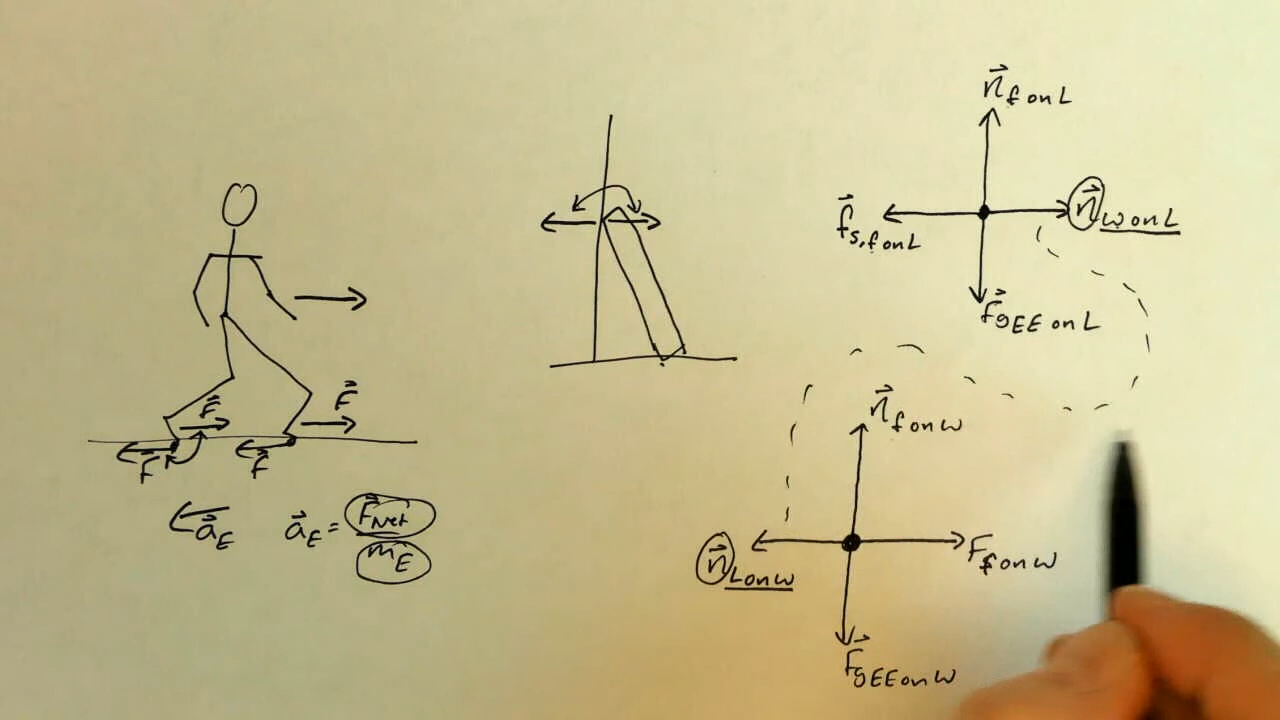 n⃗ f on L
f⃗ s, f on L
n⃗ w on L
F⃗ g EE on L
F⃗
F⃗
F⃗
F⃗
a⃗ E
a⃗ E = F⃗ Net / m E
n⃗ f on w
n⃗ L on w
F f on w
F⃗ g EE on w